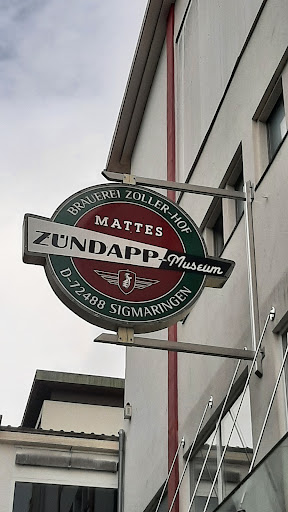 BRAUEREI ZOLLER-HOF
MATTES
ZÜNDAPP-Museum
D-72488 SIGMARINGEN